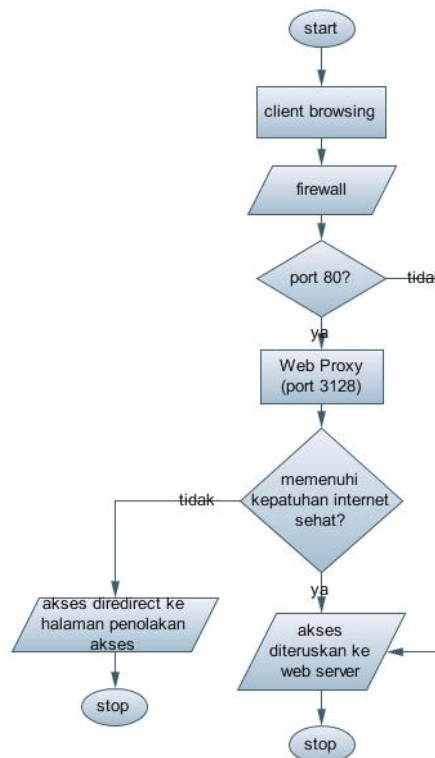 start
client browsing
firewall
port 80?
tidak
ya
Web Proxy
(port 3128)
memenuhi
kepatuhan internet
sehat?
tidak
ya
akses diredirect ke
halaman penolakan
akses
akses
diteruskan ke
web server
stop
stop